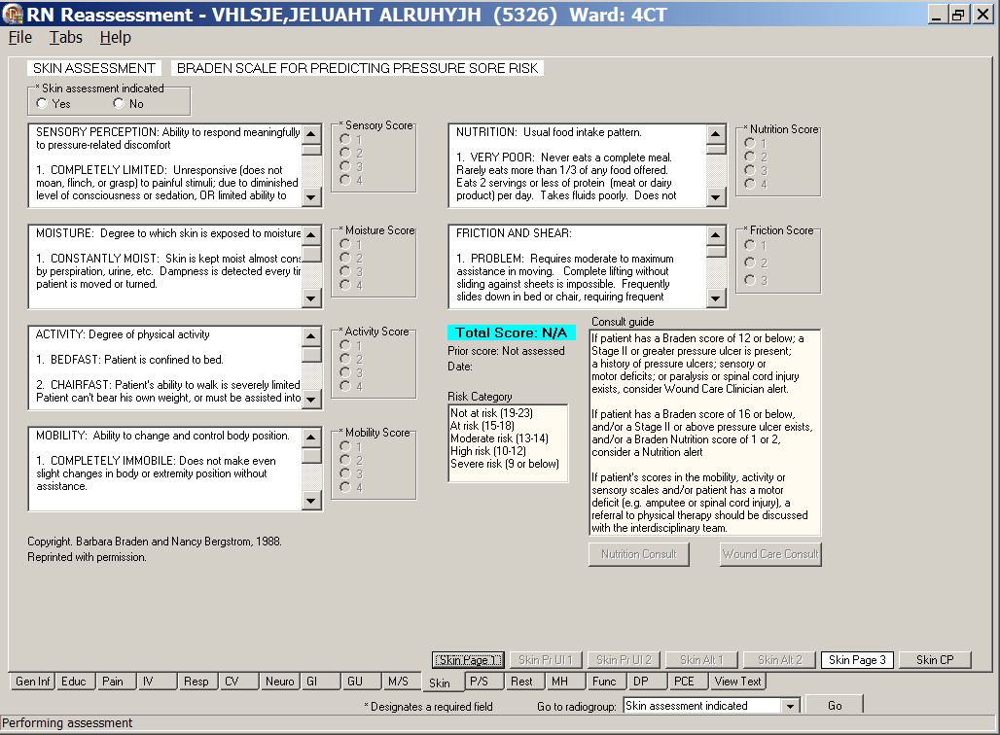 RN Reassessment - VHLSJE,JELUAHT ALRUHYJH (5326) Ward: 4CT
File Tabs Help
SKIN ASSESSMENT BRADEN SCALE FOR PREDICTING PRESSURE SORE RISK
* Skin assessment indicated
Yes No
SENSORY PERCEPTION: Ability to respond meaningfully
to pressure-related discomfort
1. COMPLETELY LIMITED: Unresponsive (does not
moan, flinch, or grasp) to painful stimuli; due to diminished
level of consciousness or sedation, OR limited ability to
* Sensory Score
1
2
3
4
NUTRITION: Usual food intake pattern.
1. VERY POOR: Never eats a complete meal.
Rarely eats more than 1/3 of any food offered.
Eats 2 servings or less of protein (meat or dairy
product) per day. Takes fluids poorly. Does not
* Nutrition Score
1
2
3
4
MOISTURE: Degree to which skin is exposed to moisture
1. CONSTANTLY MOIST: Skin is kept moist almost cons
by perspiration, urine, etc. Dampness is detected every tir
patient is moved or turned.
* Moisture Score
1
2
3
4
FRICTION AND SHEAR:
1. PROBLEM: Requires moderate to maximum
assistance in moving. Complete lifting without
sliding against sheets is impossible. Frequently
slides down in bed or chair, requiring frequent
* Friction Score
1
2
3
ACTIVITY: Degree of physical activity
1. BEDFAST: Patient is confined to bed.
2. CHAIRFAST: Patient's ability to walk is severely limited
Patient can't bear his own weight, or must be assisted into
* Activity Score
1
2
3
4
Total Score: N/A
Prior score: Not assessed
Date:
Risk Category
Not at risk (19-23)
At risk (15-18)
Moderate risk (13-14)
High risk (10-12)
Severe risk (9 or below)
Consult guide
If patient has a Braden score of 12 or below; a
Stage II or greater pressure ulcer is present;
a history of pressure ulcers; sensory or
motor deficits; or paralysis or spinal cord injury
exists, consider Wound Care Clinician alert.
If patient has a Braden score of 16 or below,
and/or a Stage II or above pressure ulcer exists,
and/or a Braden Nutrition score of 1 or 2,
consider a Nutrition alert
If patient's scores in the mobility, activity or
sensory scales and/or patient has a motor
deficit (e.g. amputee or spinal cord injury), a
referral to physical therapy should be discussed
with the interdisciplinary team.
MOBILITY: Ability to change and control body position.
1. COMPLETELY IMMOBILE: Does not make even
slight changes in body or extremity position without
assistance.
* Mobility Score
1
2
3
4
Copyright. Barbara Braden and Nancy Bergstrom, 1988.
Reprinted with permission.
Nutrition Consult Wound Care Consult
Skin Page 1 Skin Pr Ul 1 Skin Pr Ul 2 Skin Alt 1 Skin Alt 2 Skin Page 3 Skin CP
Gen Inf Educ Pain IV Resp CV Neuro GI GU M/S Skin P/S Rest MH Func DP PCE View Text
* Designates a required field Go to radiogroup: Skin assessment indicated Go
Performing assessment